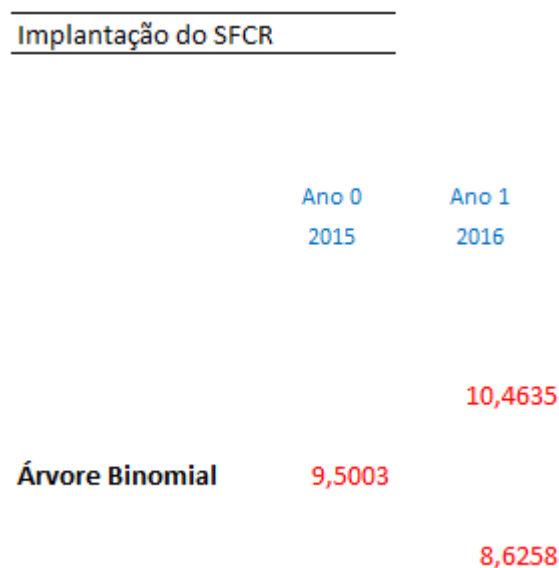 Implantação do SFCR
Ano 0 Ano 1
2015 2016
10,4635
Árvore Binomial 9,5003
8,6258